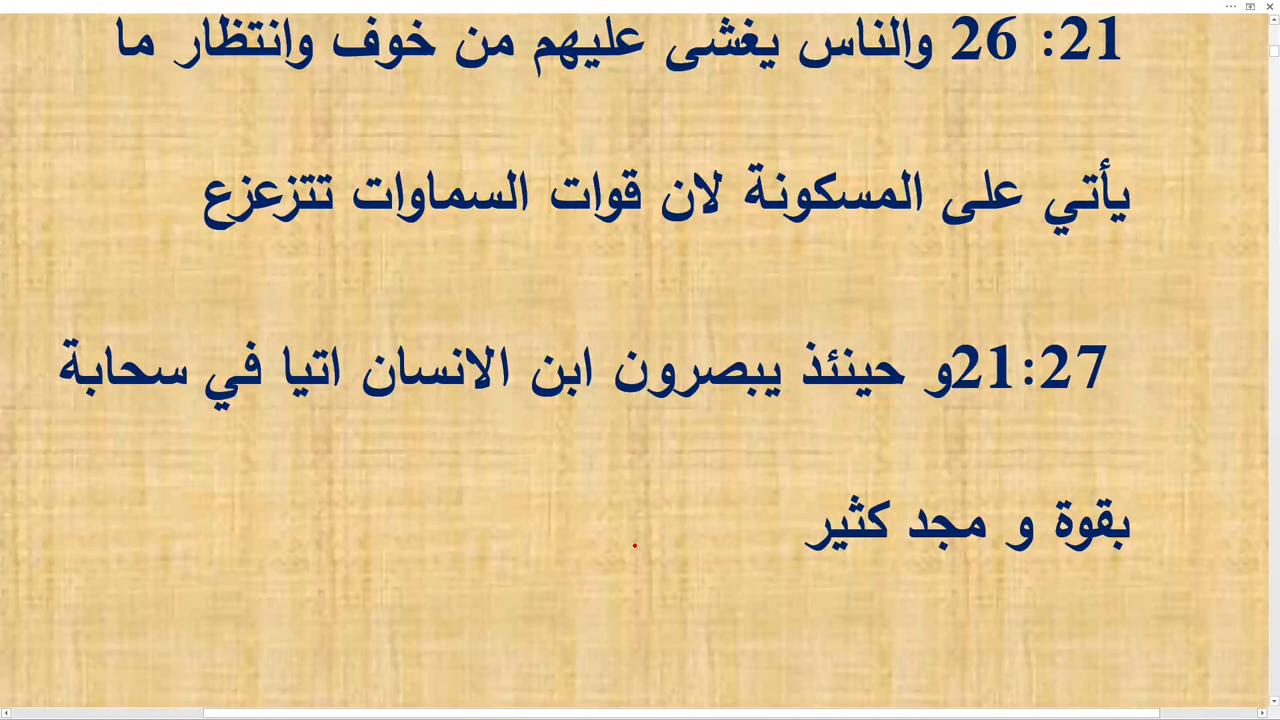 21: 26 والناس يغشى عليهم من خوف وانتظار ما
يأتي على المسكونة لان قوات السماوات تتزعزع
21:27و حينئذ يبصرون ابن الانسان اتيا في سحابة
بقوة و مجد كثير